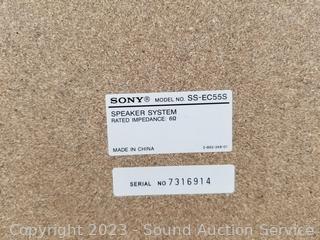 SONY® MODEL NO. SS-EC55S
SPEAKER SYSTEM
RATED IMPEDANCE: 6Ω
MADE IN CHINA
SERIAL NO 7316914
Copyright © 2023 - Sound Auction Service